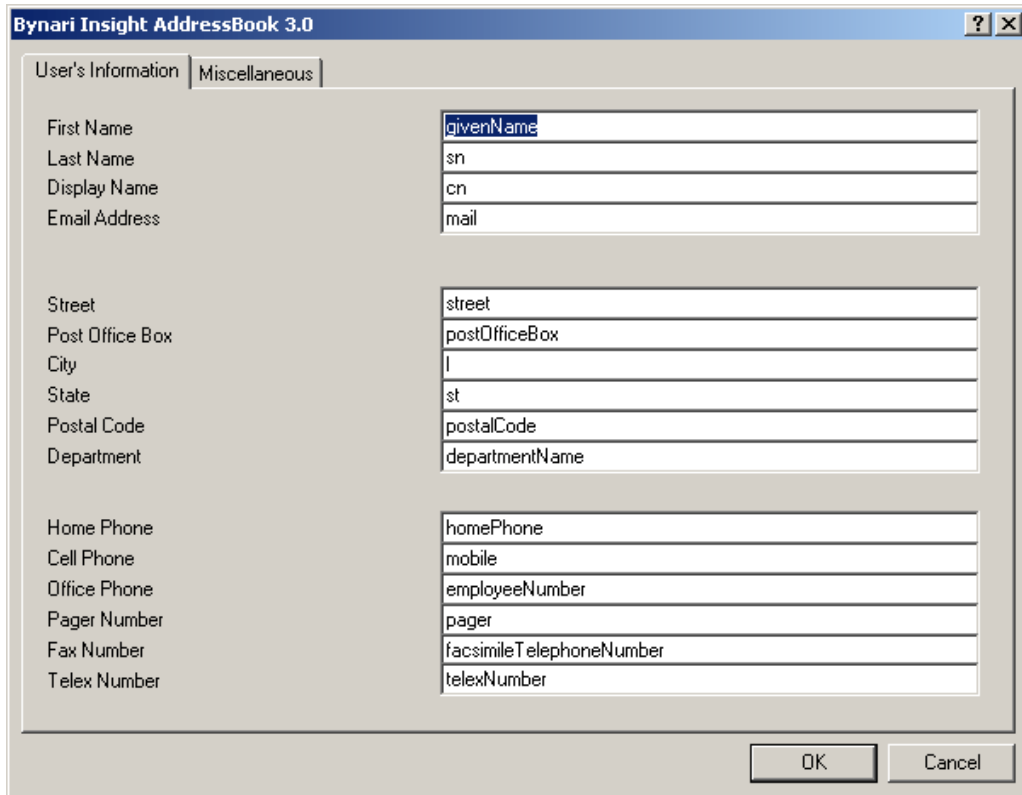 Bynari Insight AddressBook 3.0
User's Information Miscellaneous
First Name givenName
Last Name sn
Display Name cn
Email Address mail
Street street
Post Office Box postOfficeBox
City l
State st
Postal Code postalCode
Department departmentName
Home Phone homePhone
Cell Phone mobile
Office Phone employeeNumber
Pager Number pager
Fax Number facsimileTelephoneNumber
Telex Number telexNumber
OK Cancel